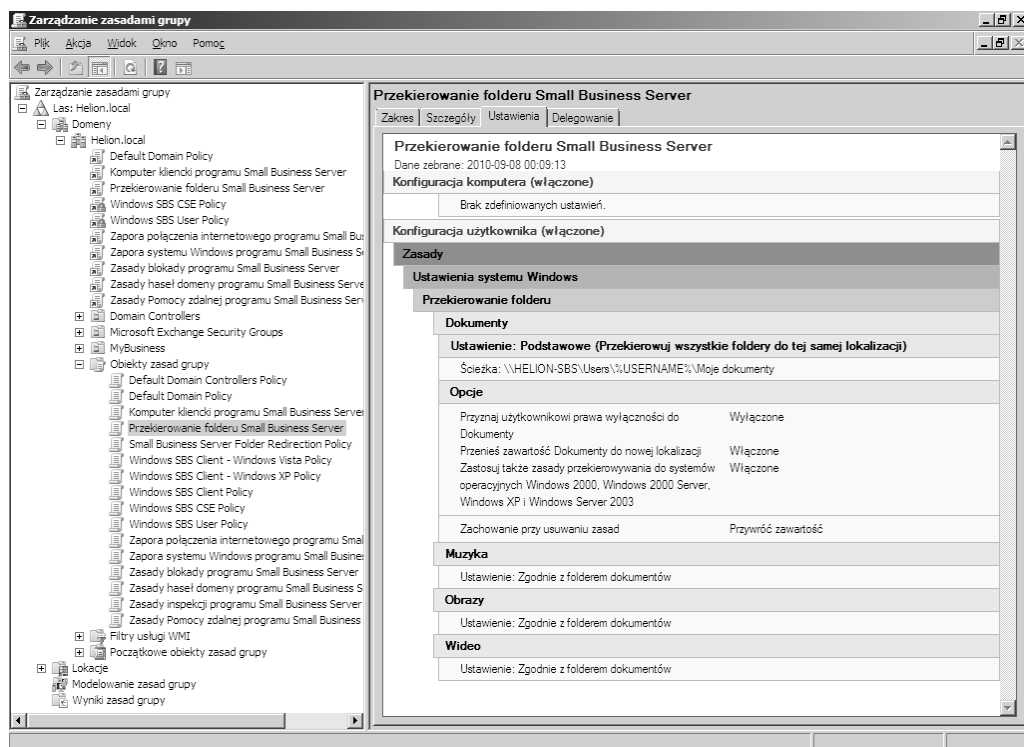 Zarządzanie zasadami grupy
Plik Akcja Widok Okno Pomoc
Zarządzanie zasadami grupy
Las: Helion.local
Domeny
Helion.local
Default Domain Policy
Komputer kliencki programu Small Business Server
Przekierowanie folderu Small Business Server
Windows SBS CSE Policy
Windows SBS User Policy
Zapora połączenia internetowego programu Small Bu
Zapora systemu Windows programu Small Business S
Zasady blokady programu Small Business Server
Zasady haseł domeny programu Small Business Serve
Zasady Pomocy zdalnej programu Small Business Serv
Domain Controllers
Microsoft Exchange Security Groups
MyBusiness
Obiekty zasad grupy
Default Domain Controllers Policy
Default Domain Policy
Komputer kliencki programu Small Business Server
Przekierowanie folderu Small Business Server
Small Business Server Folder Redirection Policy
Windows SBS Client - Windows Vista Policy
Windows SBS Client - Windows XP Policy
Windows SBS Client Policy
Windows SBS CSE Policy
Windows SBS User Policy
Zapora połączenia internetowego programu Smal
Zapora systemu Windows programu Small Busines
Zasady blokady programu Small Business Server
Zasady haseł domeny programu Small Business S
Zasady inspekcji programu Small Business Server
Zasady Pomocy zdalnej programu Small Business
Filtry usługi WMI
Początkowe obiekty zasad grupy
Lokacje
Modelowanie zasad grupy
Wyniki zasad grupy
Przekierowanie folderu Small Business Server
Zakres Szczegóły Ustawienia Delegowanie
Przekierowanie folderu Small Business Server
Dane zebrane: 2010-09-08 00:09:13
Konfiguracja komputera (włączone)
Brak zdefiniowanych ustawień.
Konfiguracja użytkownika (włączone)
Zasady
Ustawienia systemu Windows
Przekierowanie folderu
Dokumenty
Ustawienie: Podstawowe (Przekierowuj wszystkie foldery do tej samej lokalizacji)
Ścieżka: \\HELION-SBS\Users\%USERNAME%\Moje dokumenty
Opcje
Przyznaj użytkownikowi prawa wyłączności do Wyłączone
Dokumenty
Przenieś zawartość Dokumenty do nowej lokalizacji Włączone
Zastosuj także zasady przekierowywania do systemów Włączone
operacyjnych Windows 2000, Windows 2000 Server,
Windows XP i Windows Server 2003
Zachowanie przy usuwaniu zasad Przywróć zawartość
Muzyka
Ustawienie: Zgodnie z folderem dokumentów
Obrazy
Ustawienie: Zgodnie z folderem dokumentów
Wideo
Ustawienie: Zgodnie z folderem dokumentów